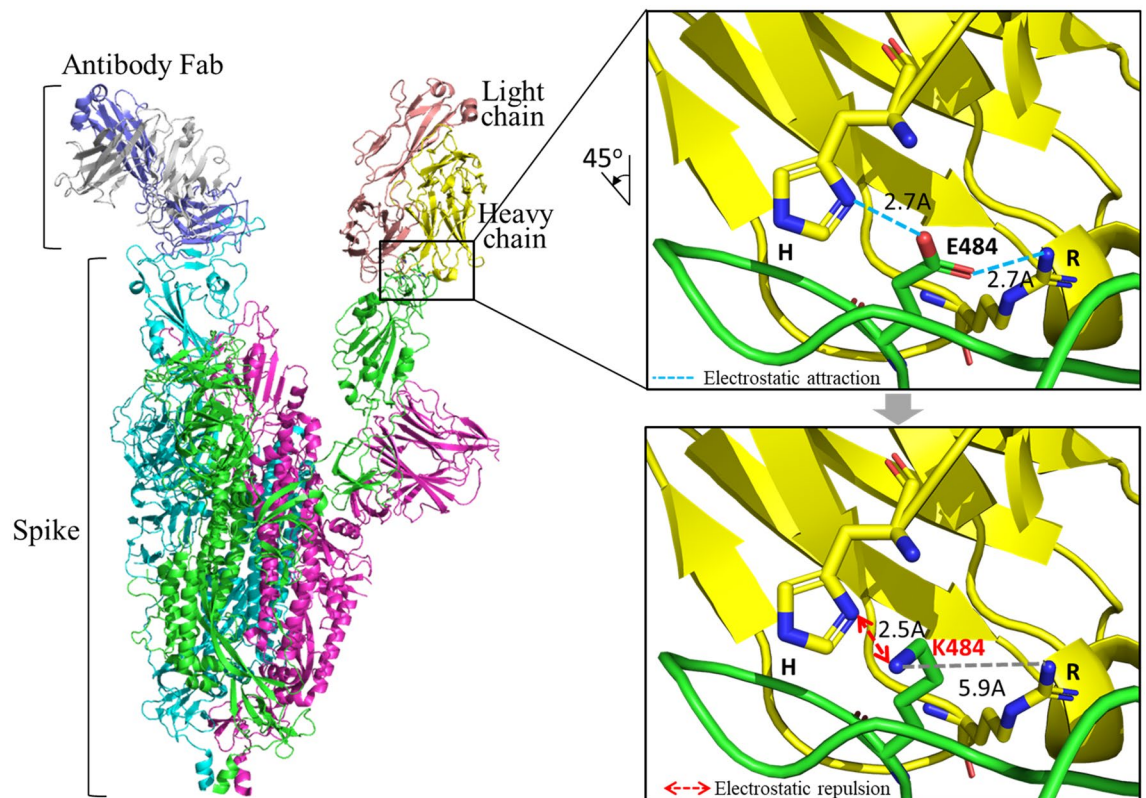 Antibody Fab
Light
chain
Heavy
chain
Spike
45°
2.7A
E484
H
R
2.7A
Electrostatic attraction
2.5A
K484
H
R
5.9A
Electrostatic repulsion